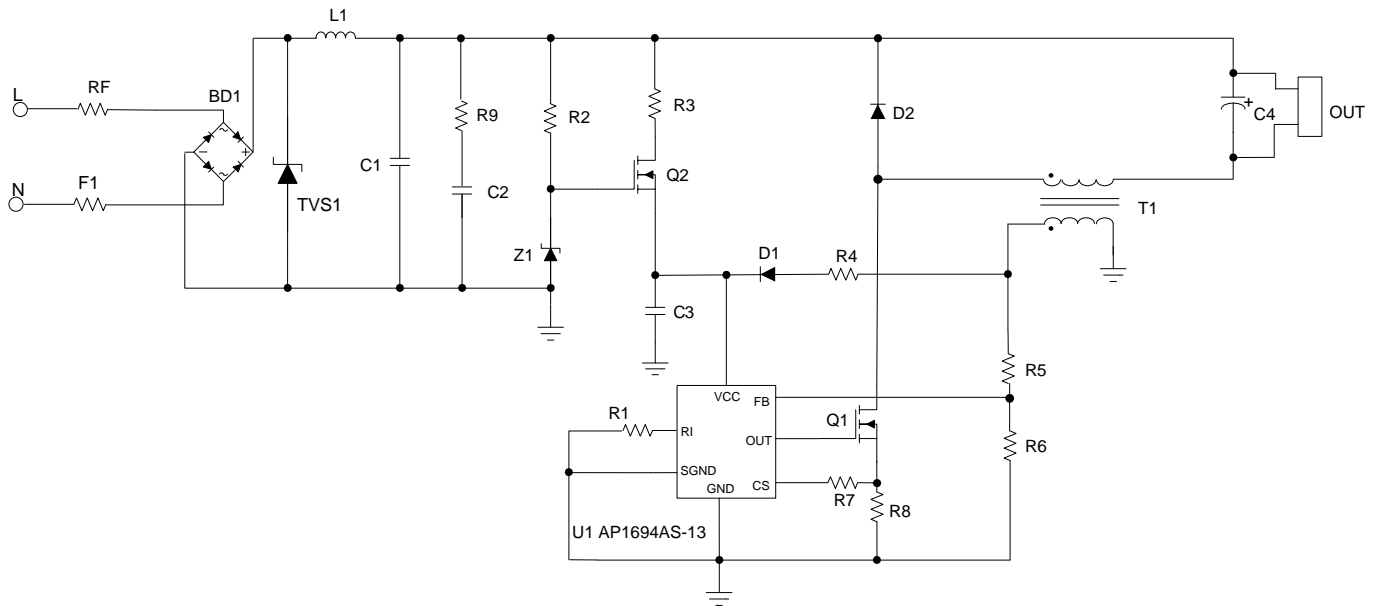 L1
L
RF
BD1
~
-
+
~
N
F1
TVS1
C1
R9
C2
R2
Z1
R3
Q2
C3
D1
R4
D2
+
C4
OUT
T1
R5
R6
R1
VCC
FB
RI
OUT
SGND
GND
CS
Q1
R7
R8
U1 AP1694AS-13